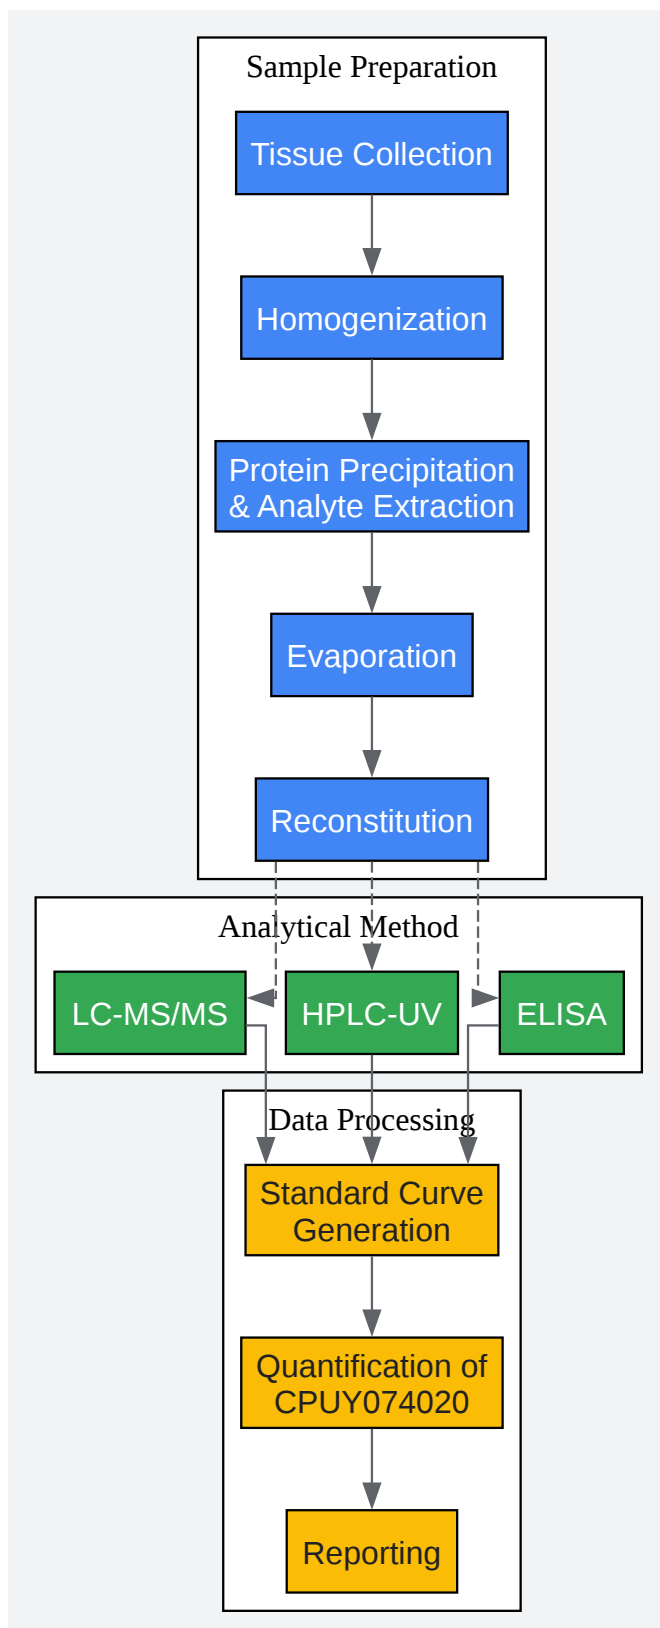 Sample Preparation
Tissue Collection
Homogenization
Protein Precipitation
& Analyte Extraction
Evaporation
Reconstitution
Analytical Method
LC-MS/MS
HPLC-UV
ELISA
Data Processing
Standard Curve
Generation
Quantification of
CPUY074020
Reporting